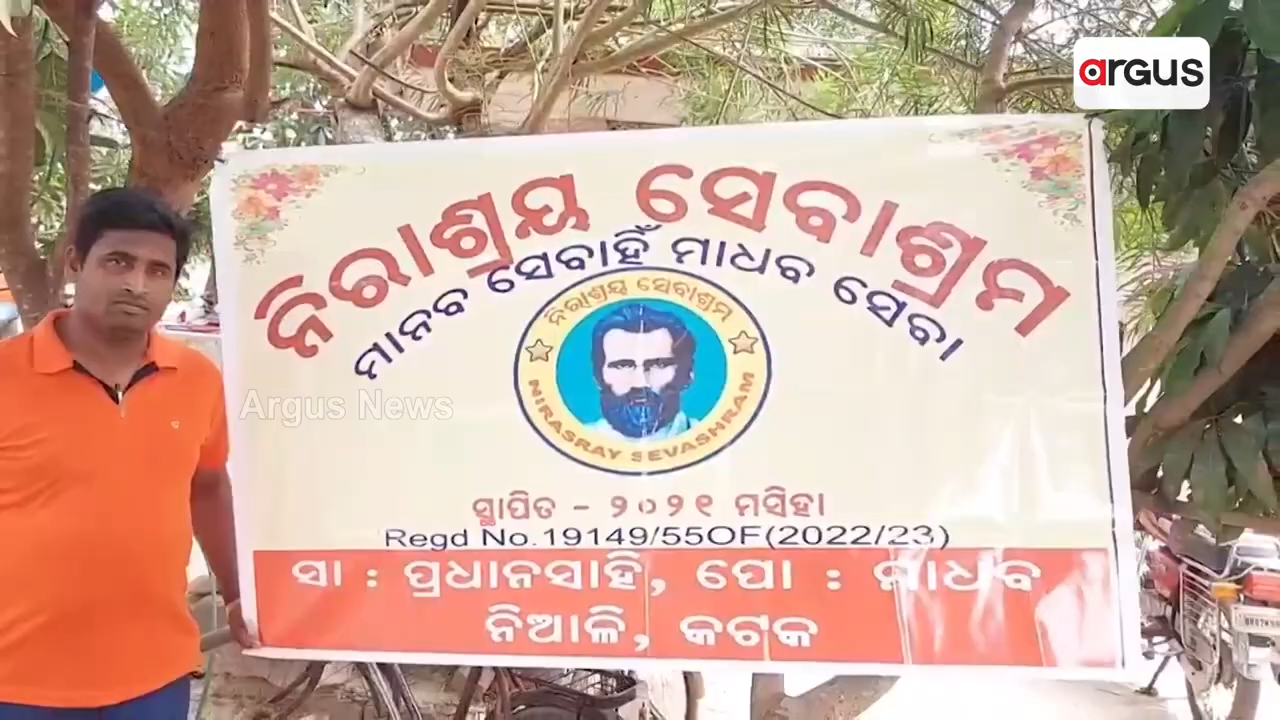 argus
ନିରାଶ୍ରୟ ସେବାଶ୍ରମ
ମାନବ ସେବାହିଁ ମାଧବ ସେବା
ନିରାଶ୍ରୟ ସେବାଶ୍ରମ
NIRASRAY SEVASHRAM
Argus News
ସ୍ଥାପିତ - ୨୦୨୧ ମସିହା
Regd No.19149/55OF(2022/23)
ସା : ପ୍ରଧାନସାହି, ପୋ : ମାଧବ
ନିଆଳି, କଟକ